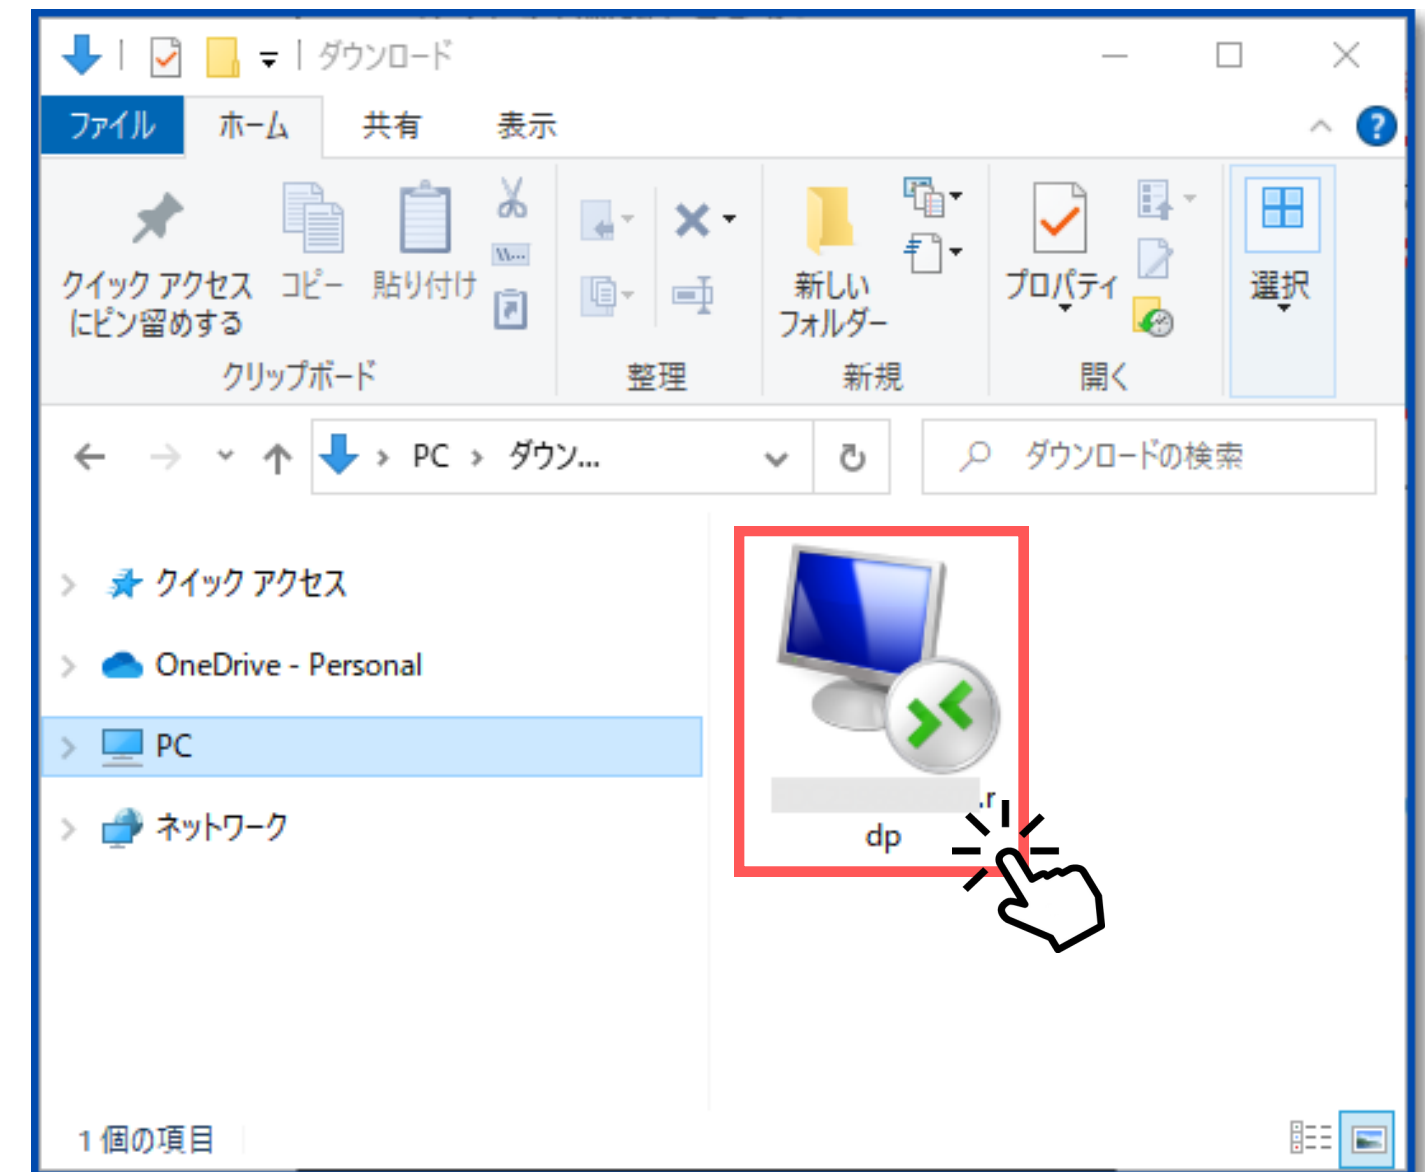 ダウンロード
ファイル ホーム 共有 表示
クイック アクセス
にピン留めする
コピー
貼り付け
新しい
フォルダー
プロパティ
選択
クリップボード 整理 新規 開く
PC ダウン...
ダウンロードの検索
クイック アクセス
OneDrive - Personal
PC
ネットワーク
.r
dp
1 個の項目